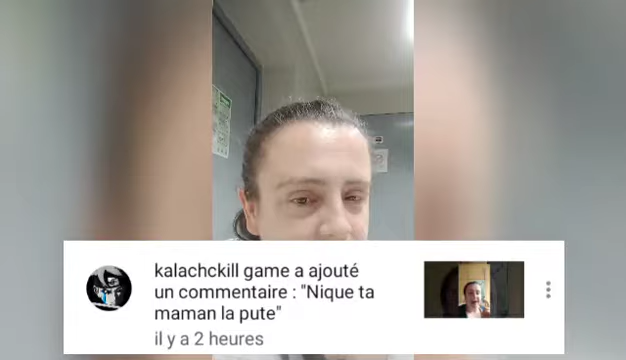 kalachckill game a ajouté
un commentaire : "Nique ta
maman la pute"
il y a 2 heures